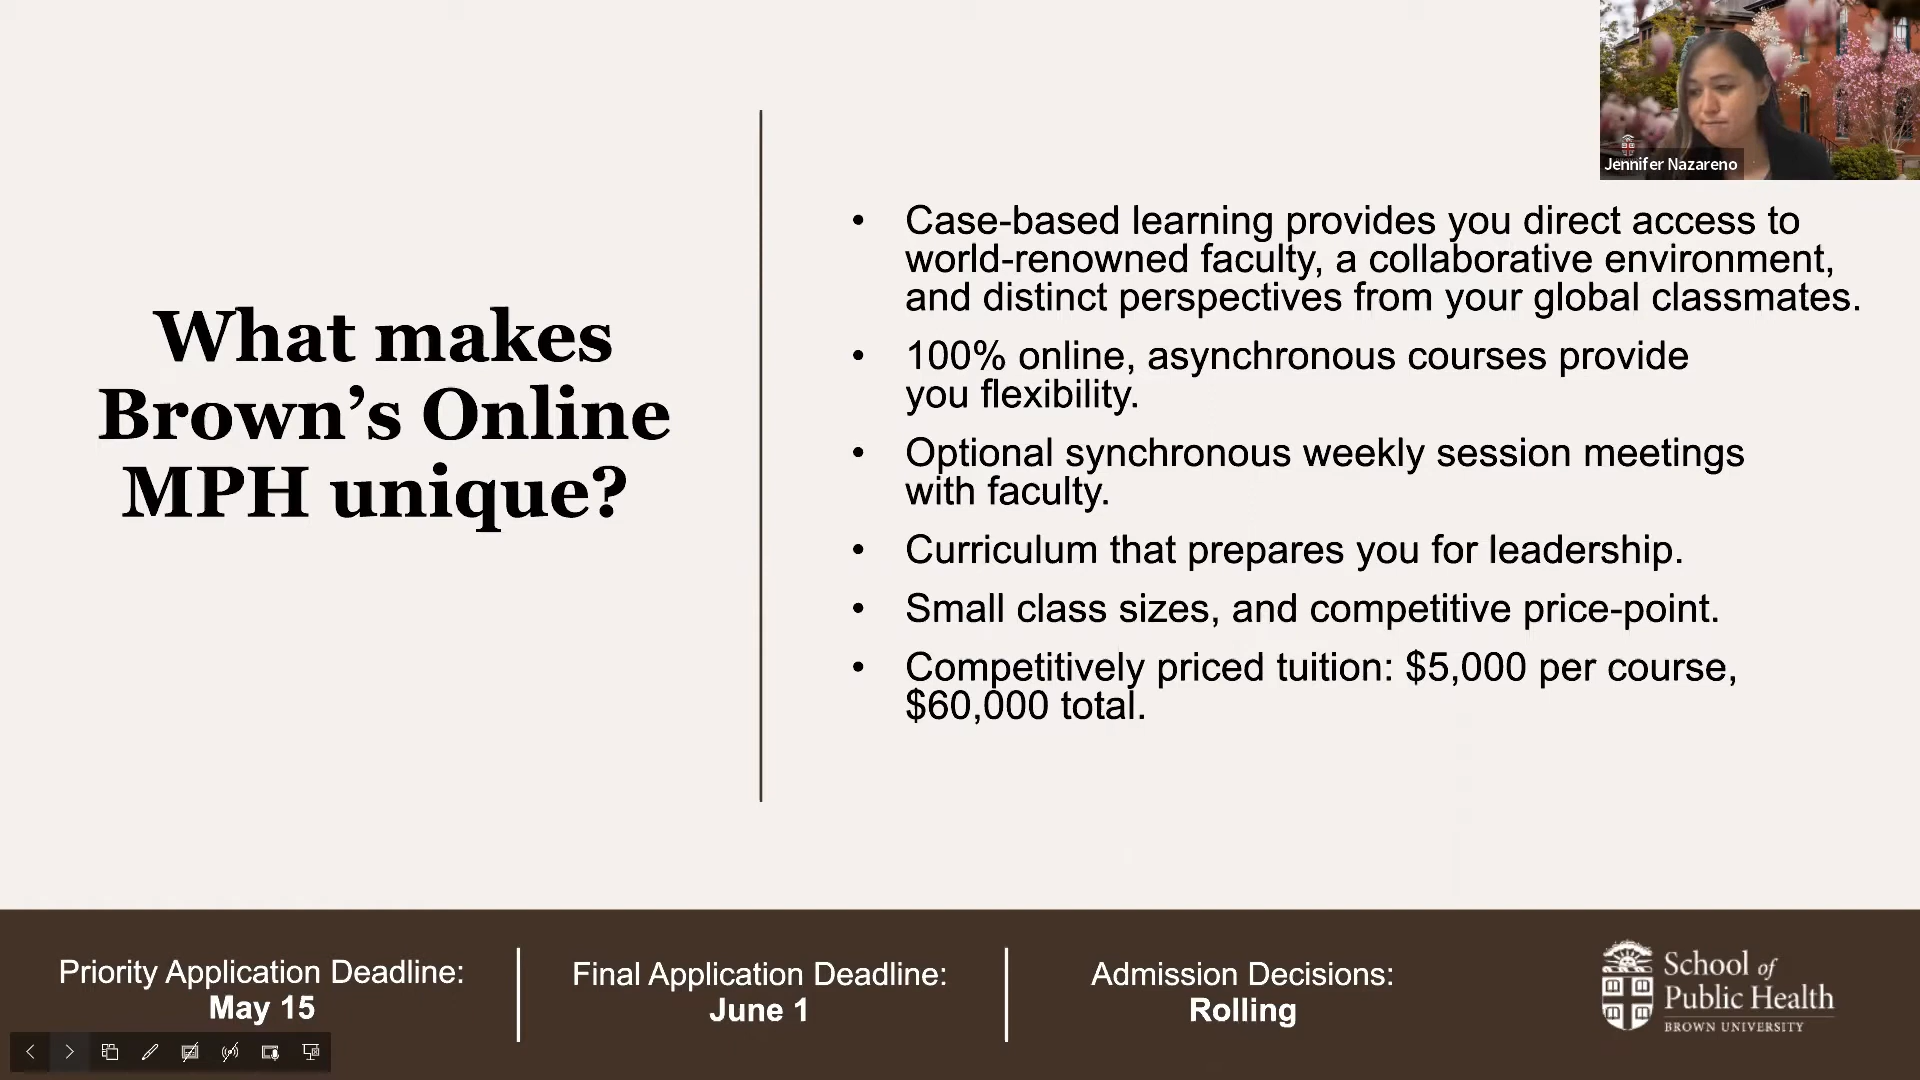 Jennifer Nazareno
What makes
Brown’s Online
MPH unique?
• Case-based learning provides you direct access to
world-renowned faculty, a collaborative environment,
and distinct perspectives from your global classmates.
• 100% online, asynchronous courses provide
you flexibility.
• Optional synchronous weekly session meetings
with faculty.
• Curriculum that prepares you for leadership.
• Small class sizes, and competitive price-point.
• Competitively priced tuition: $5,000 per course,
$60,000 total.
Priority Application Deadline:
May 15
Final Application Deadline:
June 1
Admission Decisions:
Rolling
School of
Public Health
BROWN UNIVERSITY